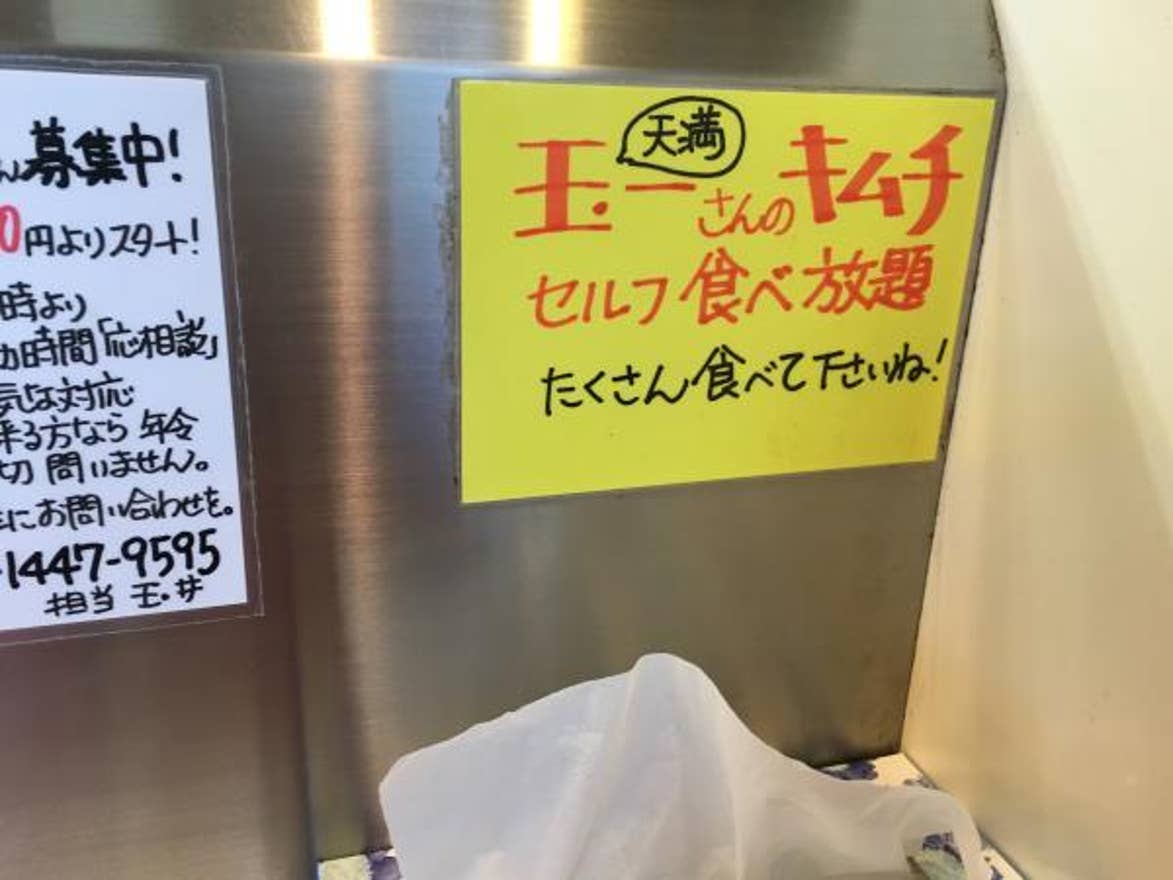 募集中!
0円よりスタート!
時より
時間「応相談」
対応
来る方なら 年令
切 問いません。
にお問い合わせを。
-1447-9595
担当 玉井
天満
玉一さんのキムチ
セルフ食べ放題
たくさん食べて下さいね!